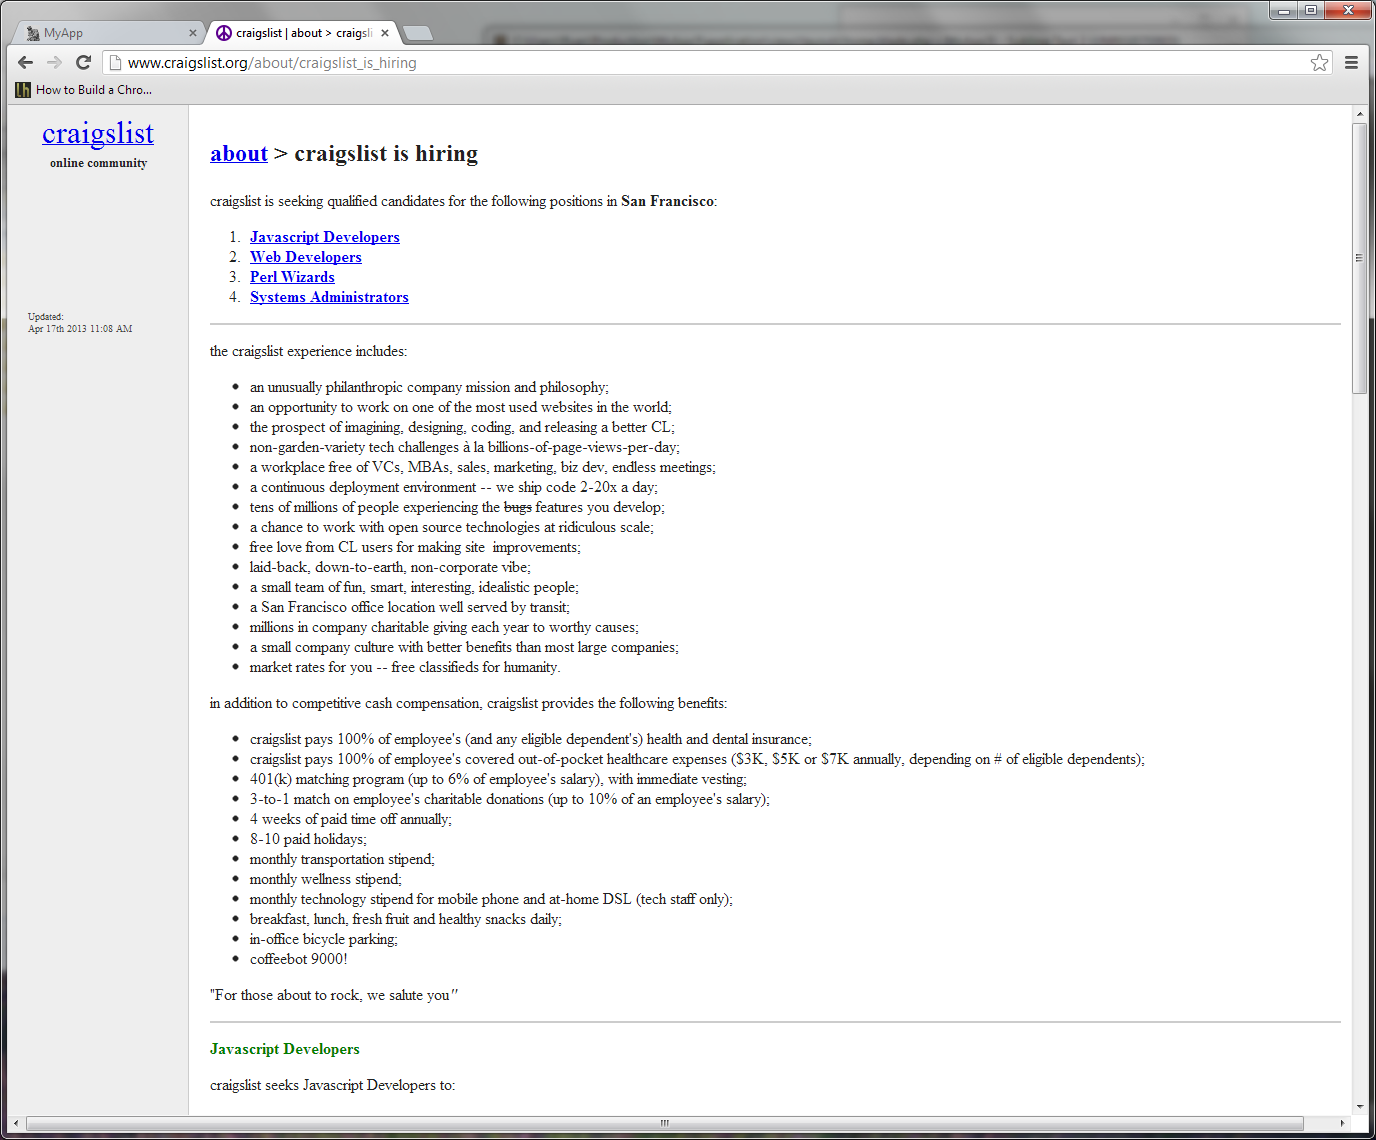 MyApp
craigslist | about > craigsli
www.craigslist.org/about/craigslist_is_hiring
How to Build a Chro...
craigslist
online community
Updated:
Apr 17th 2013 11:08 AM
about > craigslist is hiring
craigslist is seeking qualified candidates for the following positions in San Francisco:
1. Javascript Developers
2. Web Developers
3. Perl Wizards
4. Systems Administrators
the craigslist experience includes:
• an unusually philanthropic company mission and philosophy;
• an opportunity to work on one of the most used websites in the world;
• the prospect of imagining, designing, coding, and releasing a better CL;
• non-garden-variety tech challenges à la billions-of-page-views-per-day;
• a workplace free of VCs, MBAs, sales, marketing, biz dev, endless meetings;
• a continuous deployment environment -- we ship code 2-20x a day;
• tens of millions of people experiencing the bugs features you develop;
• a chance to work with open source technologies at ridiculous scale;
• free love from CL users for making site  improvements;
• laid-back, down-to-earth, non-corporate vibe;
• a small team of fun, smart, interesting, idealistic people;
• a San Francisco office location well served by transit;
• millions in company charitable giving each year to worthy causes;
• a small company culture with better benefits than most large companies;
• market rates for you -- free classifieds for humanity.
in addition to competitive cash compensation, craigslist provides the following benefits:
• craigslist pays 100% of employee's (and any eligible dependent's) health and dental insurance;
• craigslist pays 100% of employee's covered out-of-pocket healthcare expenses ($3K, $5K or $7K annually, depending on # of eligible dependents);
• 401(k) matching program (up to 6% of employee's salary), with immediate vesting;
• 3-to-1 match on employee's charitable donations (up to 10% of an employee's salary);
• 4 weeks of paid time off annually;
• 8-10 paid holidays;
• monthly transportation stipend;
• monthly wellness stipend;
• monthly technology stipend for mobile phone and at-home DSL (tech staff only);
• breakfast, lunch, fresh fruit and healthy snacks daily;
• in-office bicycle parking;
• coffeebot 9000!
"For those about to rock, we salute you"
Javascript Developers
craigslist seeks Javascript Developers to: